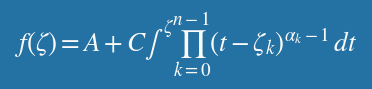 f(ζ) = A + C ∫^ζ ∏_{k=0}^{n−1} (t − ζ_k)^{α_k − 1} dt